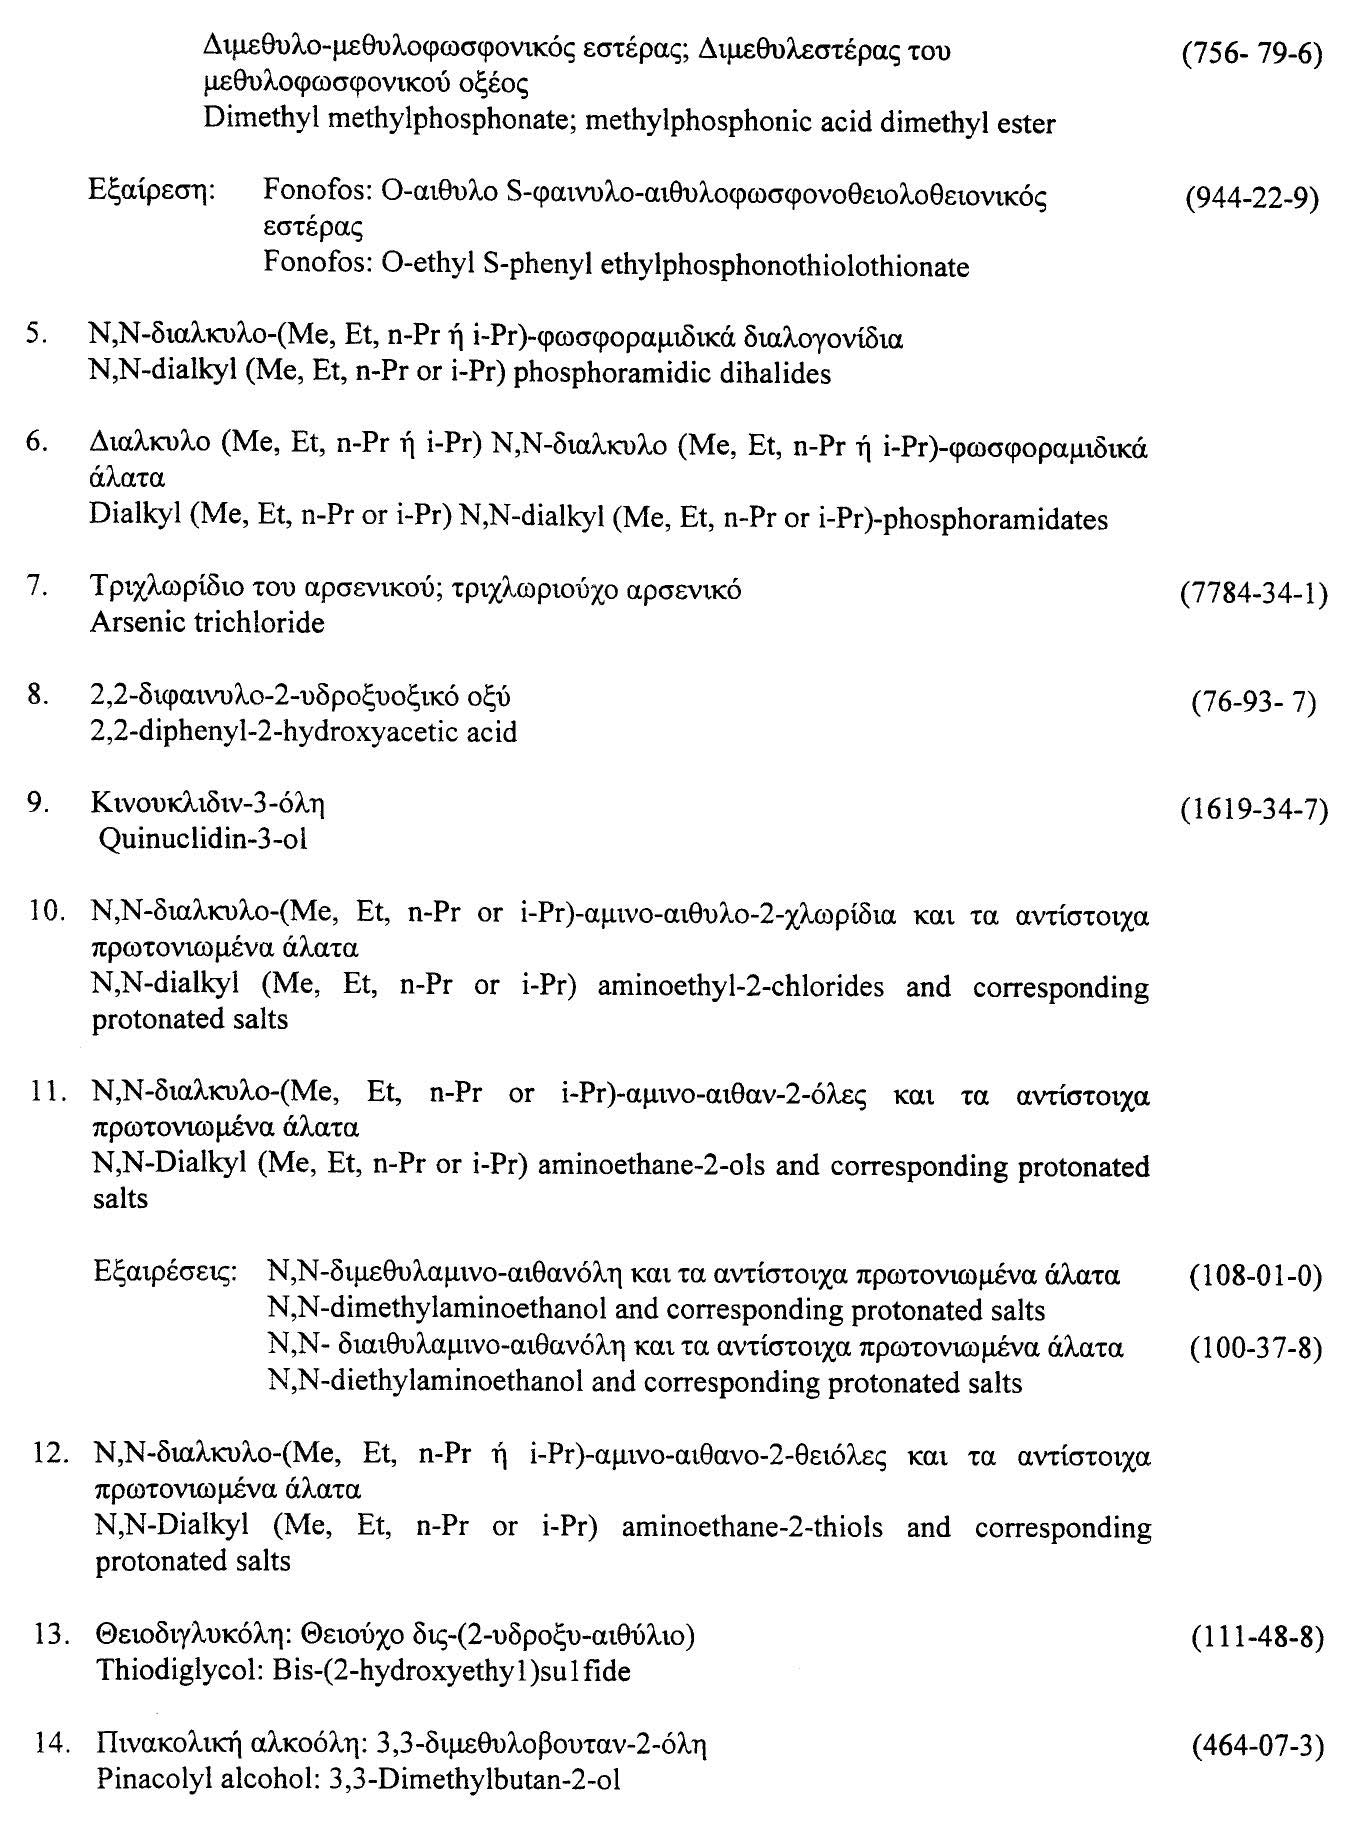 Διμεθυλο-μεθυλοφωσφονικός εστέρας; Διμεθυλεστέρας του (756- 79-6)
μεθυλοφωσφονικού οξέος
Dimethyl methylphosphonate; methylphosphonic acid dimethyl ester
Εξαίρεση: Fonofos: Ο-αιθυλο S-φαινυλο-αιθυλοφωσφονοθειολοθειονικός (944-22-9)
εστέρας
Fonofos: O-ethyl S-phenyl ethylphosphonothiolothionate
5. Ν,Ν-διαλκυλο-(Me, Et, n-Pr ή i-Pr)-φωσφοραμιδικά διαλογονίδια
N,N-dialkyl (Me, Et, n-Pr or i-Pr) phosphoramidic dihalides
6. Διαλκυλο (Me, Et, n-Pr ή i-Pr) Ν,Ν-διαλκυλο (Me, Et, n-Pr ή i-Pr)-φωσφοραμιδικά
άλατα
Dialkyl (Me, Et, n-Pr or i-Pr) N,N-dialkyl (Me, Et, n-Pr or i-Pr)-phosphoramidates
7. Τριχλωρίδιο του αρσενικού; τριχλωριούχο αρσενικό (7784-34-1)
Arsenic trichloride
8. 2,2-διφαινυλο-2-υδροξυοξικό οξύ (76-93- 7)
2,2-diphenyl-2-hydroxyacetic acid
9. Κινουκλιδιν-3-όλη (1619-34-7)
Quinuclidin-3-ol
10. Ν,Ν-διαλκυλο-(Me, Et, n-Pr or i-Pr)-αμινο-αιθυλο-2-χλωρίδια και τα αντίστοιχα
πρωτονιωμένα άλατα
N,N-dialkyl (Me, Et, n-Pr or i-Pr) aminoethyl-2-chlorides and corresponding
protonated salts
11. Ν,Ν-διαλκυλο-(Me, Et, n-Pr or i-Pr)-αμινο-αιθαν-2-όλες και τα αντίστοιχα
πρωτονιωμένα άλατα
N,N-Dialkyl (Me, Et, n-Pr or i-Pr) aminoethane-2-ols and corresponding protonated
salts
Εξαιρέσεις: Ν,Ν-διμεθυλαμινο-αιθανόλη και τα αντίστοιχα πρωτονιωμένα άλατα (108-01-0)
N,N-dimethylaminoethanol and corresponding protonated salts
Ν,Ν- διαιθυλαμινο-αιθανόλη και τα αντίστοιχα πρωτονιωμένα άλατα (100-37-8)
N,N-diethylaminoethanol and corresponding protonated salts
12. Ν,Ν-διαλκυλο-(Me, Et, n-Pr ή i-Pr)-αμινο-αιθανο-2-θειόλες και τα αντίστοιχα
πρωτονιωμένα άλατα
N,N-Dialkyl (Me, Et, n-Pr or i-Pr) aminoethane-2-thiols and corresponding
protonated salts
13. Θειοδιγλυκόλη: Θειούχο δις-(2-υδροξυ-αιθύλιο) (111-48-8)
Thiodiglycol: Bis-(2-hydroxyethyl)sulfide
14. Πινακολική αλκοόλη: 3,3-διμεθυλοβουταν-2-όλη (464-07-3)
Pinacolyl alcohol: 3,3-Dimethylbutan-2-ol